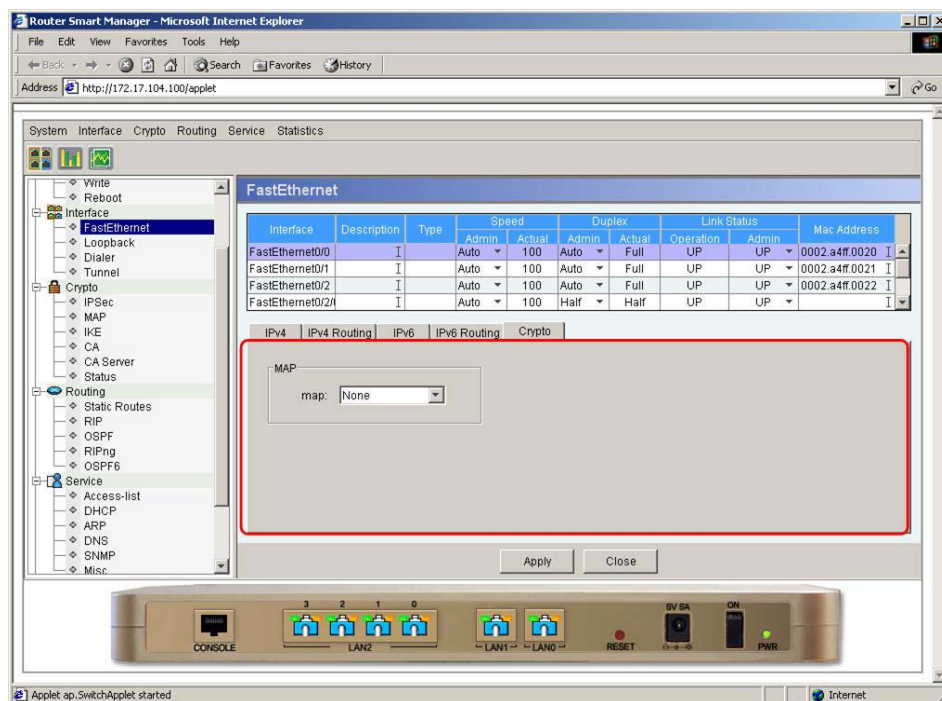 Router Smart Manager - Microsoft Internet Explorer
File Edit View Favorites Tools Help
Back Search Favorites History
Address http://172.17.104.100/applet Go
System Interface Crypto Routing Service Statistics
Write
Reboot
Interface
FastEthernet
Loopback
Dialer
Tunnel
Crypto
IPSec
MAP
IKE
CA
CA Server
Status
Routing
Static Routes
RIP
OSPF
RIPng
OSPF6
Service
Access-list
DHCP
ARP
DNS
SNMP
Misc
FastEthernet
Interface Description Type Speed Duplex Link Status Mac Address
Admin Actual Admin Actual Operation Admin
FastEthernet0/0 Auto 100 Auto Full UP UP 0002.a4ff.0020
FastEthernet0/1 Auto 100 Auto Full UP UP 0002.a4ff.0021
FastEthernet0/2 Auto 100 Auto Full UP UP 0002.a4ff.0022
FastEthernet0/2/ Auto 100 Half Half UP UP
IPv4 IPv4 Routing IPv6 IPv6 Routing Crypto
MAP
map: None
Apply Close
3 2 1 0
CONSOLE LAN2 LAN1 LAN0 RESET 5V 5A ON PWR
Applet ap.SwitchApplet started Internet